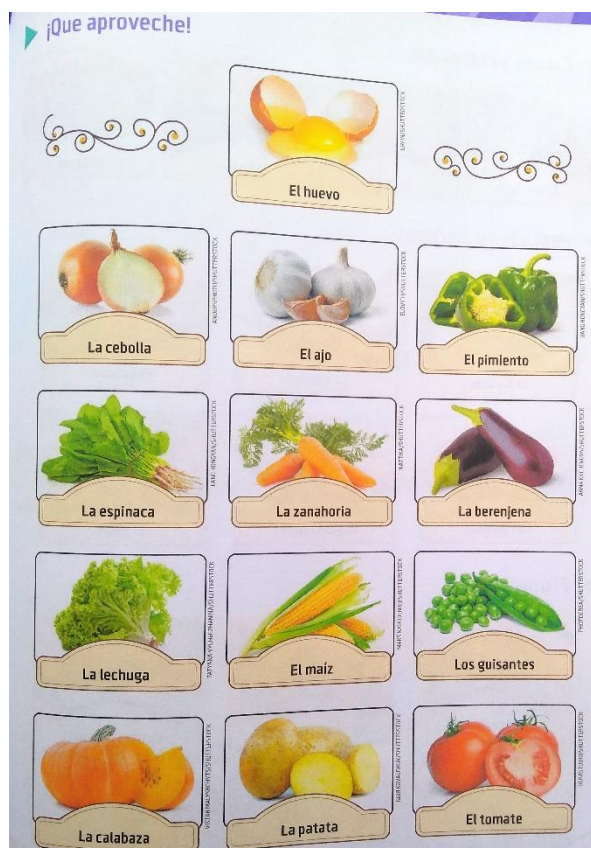 ¡Que aproveche!
El huevo
La cebolla
El ajo
El pimiento
La espinaca
La zanahoria
La berenjena
La lechuga
El maíz
Los guisantes
La calabaza
La patata
El tomate